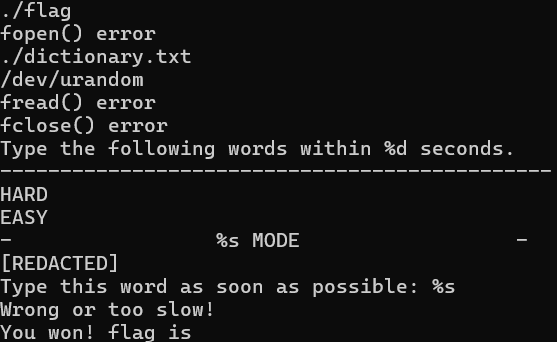 ./flag
fopen() error
./dictionary.txt
/dev/urandom
fread() error
fclose() error
Type the following words within %d seconds.
----------------------------------------------
HARD
EASY
-                 %s MODE                  -
[REDACTED]
Type this word as soon as possible: %s
Wrong or too slow!
You won! flag is